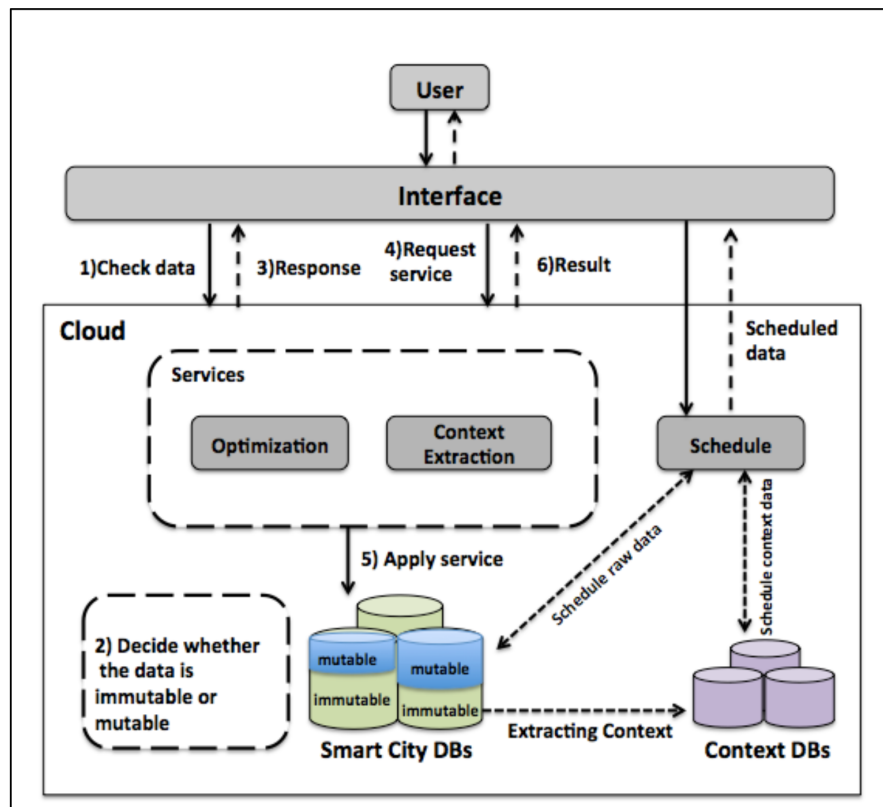 User
Interface
1)Check data
3)Response
4)Request
service
6)Result
Scheduled
data
Cloud
Services
Optimization
Context
Extraction
Schedule
5) Apply service
Schedule raw data
Schedule context data
2) Decide whether
the data is
immutable or
mutable
mutable
immutable
mutable
immutable
Extracting Context
Smart City DBs
Context DBs